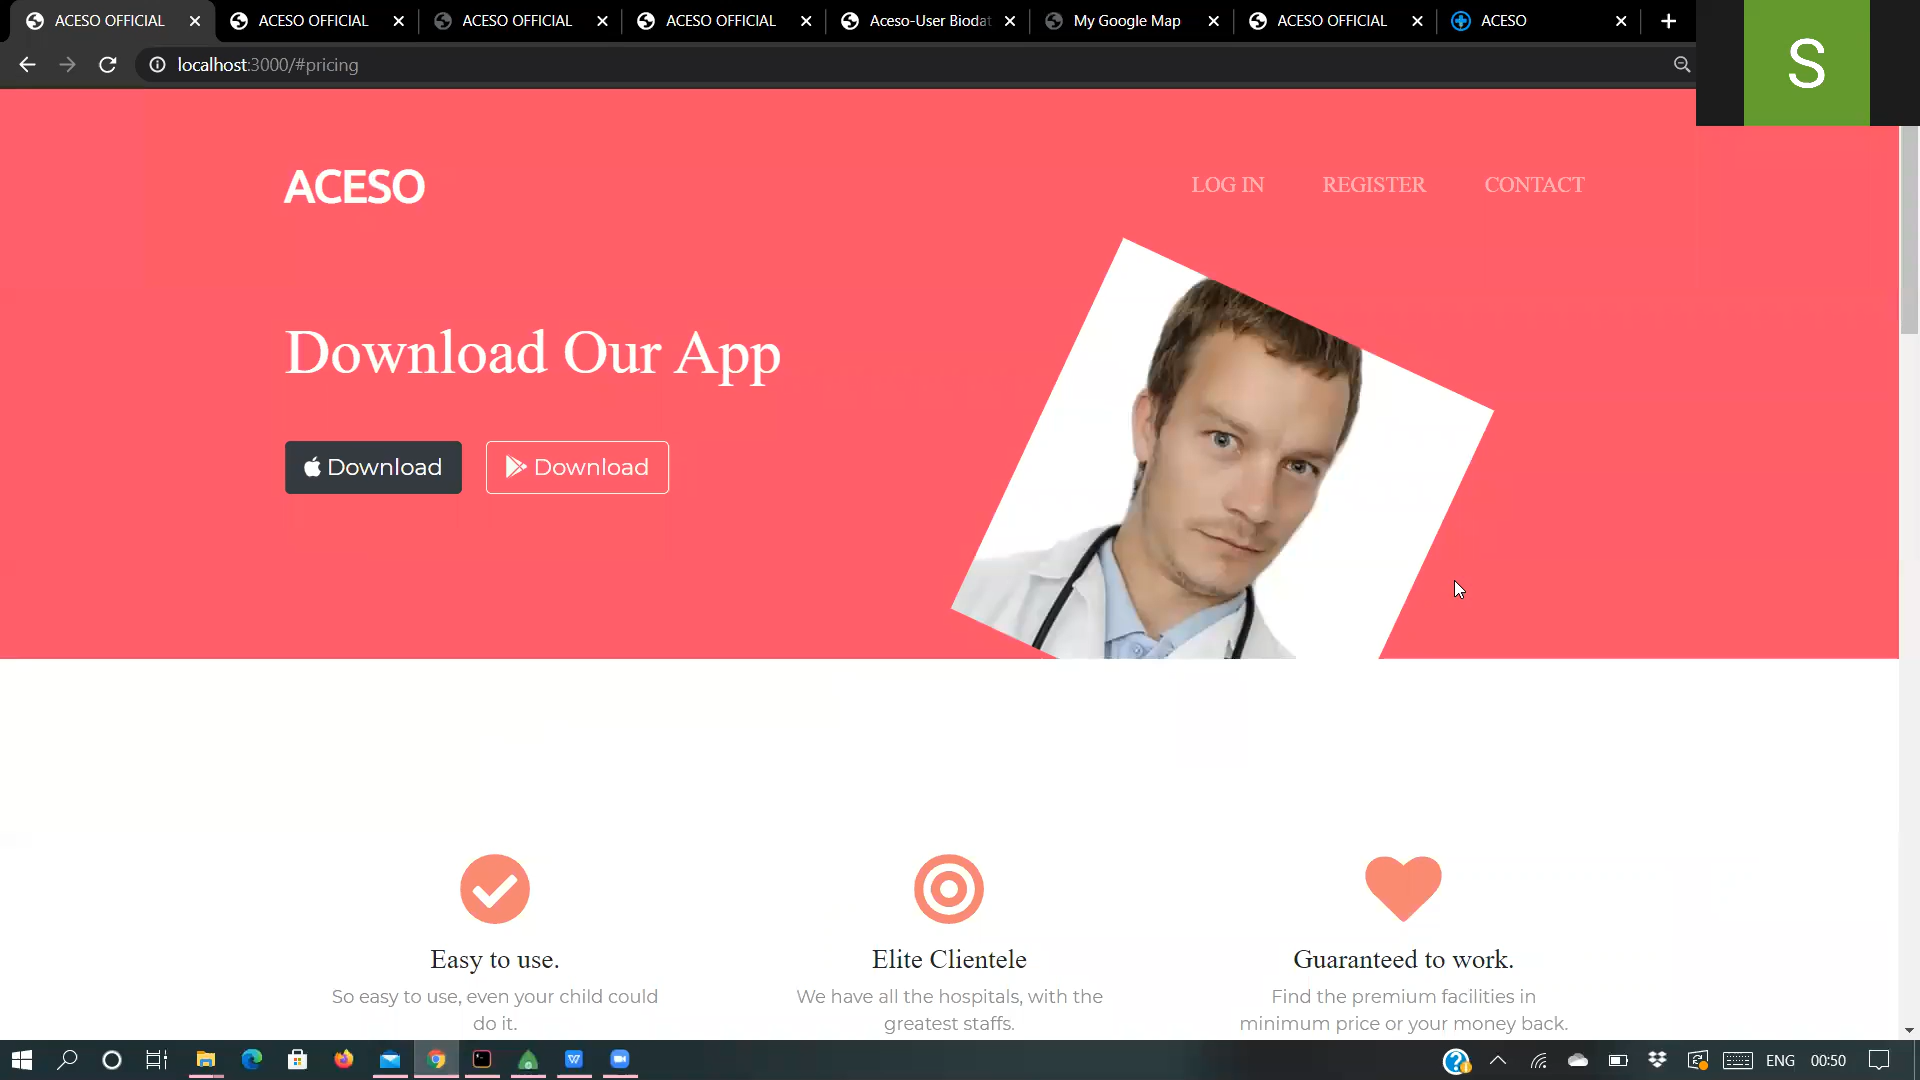 ACESO OFFICIAL
ACESO OFFICIAL
ACESO OFFICIAL
ACESO OFFICIAL
Aceso-User Biodat
My Google Map
ACESO OFFICIAL
ACESO
localhost:3000/#pricing
S
ACESO
LOG IN
REGISTER
CONTACT
Download Our App
Download
Download
Easy to use.
So easy to use, even your child could
do it.
Elite Clientele
We have all the hospitals, with the
greatest staffs.
Guaranteed to work.
Find the premium facilities in
minimum price or your money back.
ENG
00:50